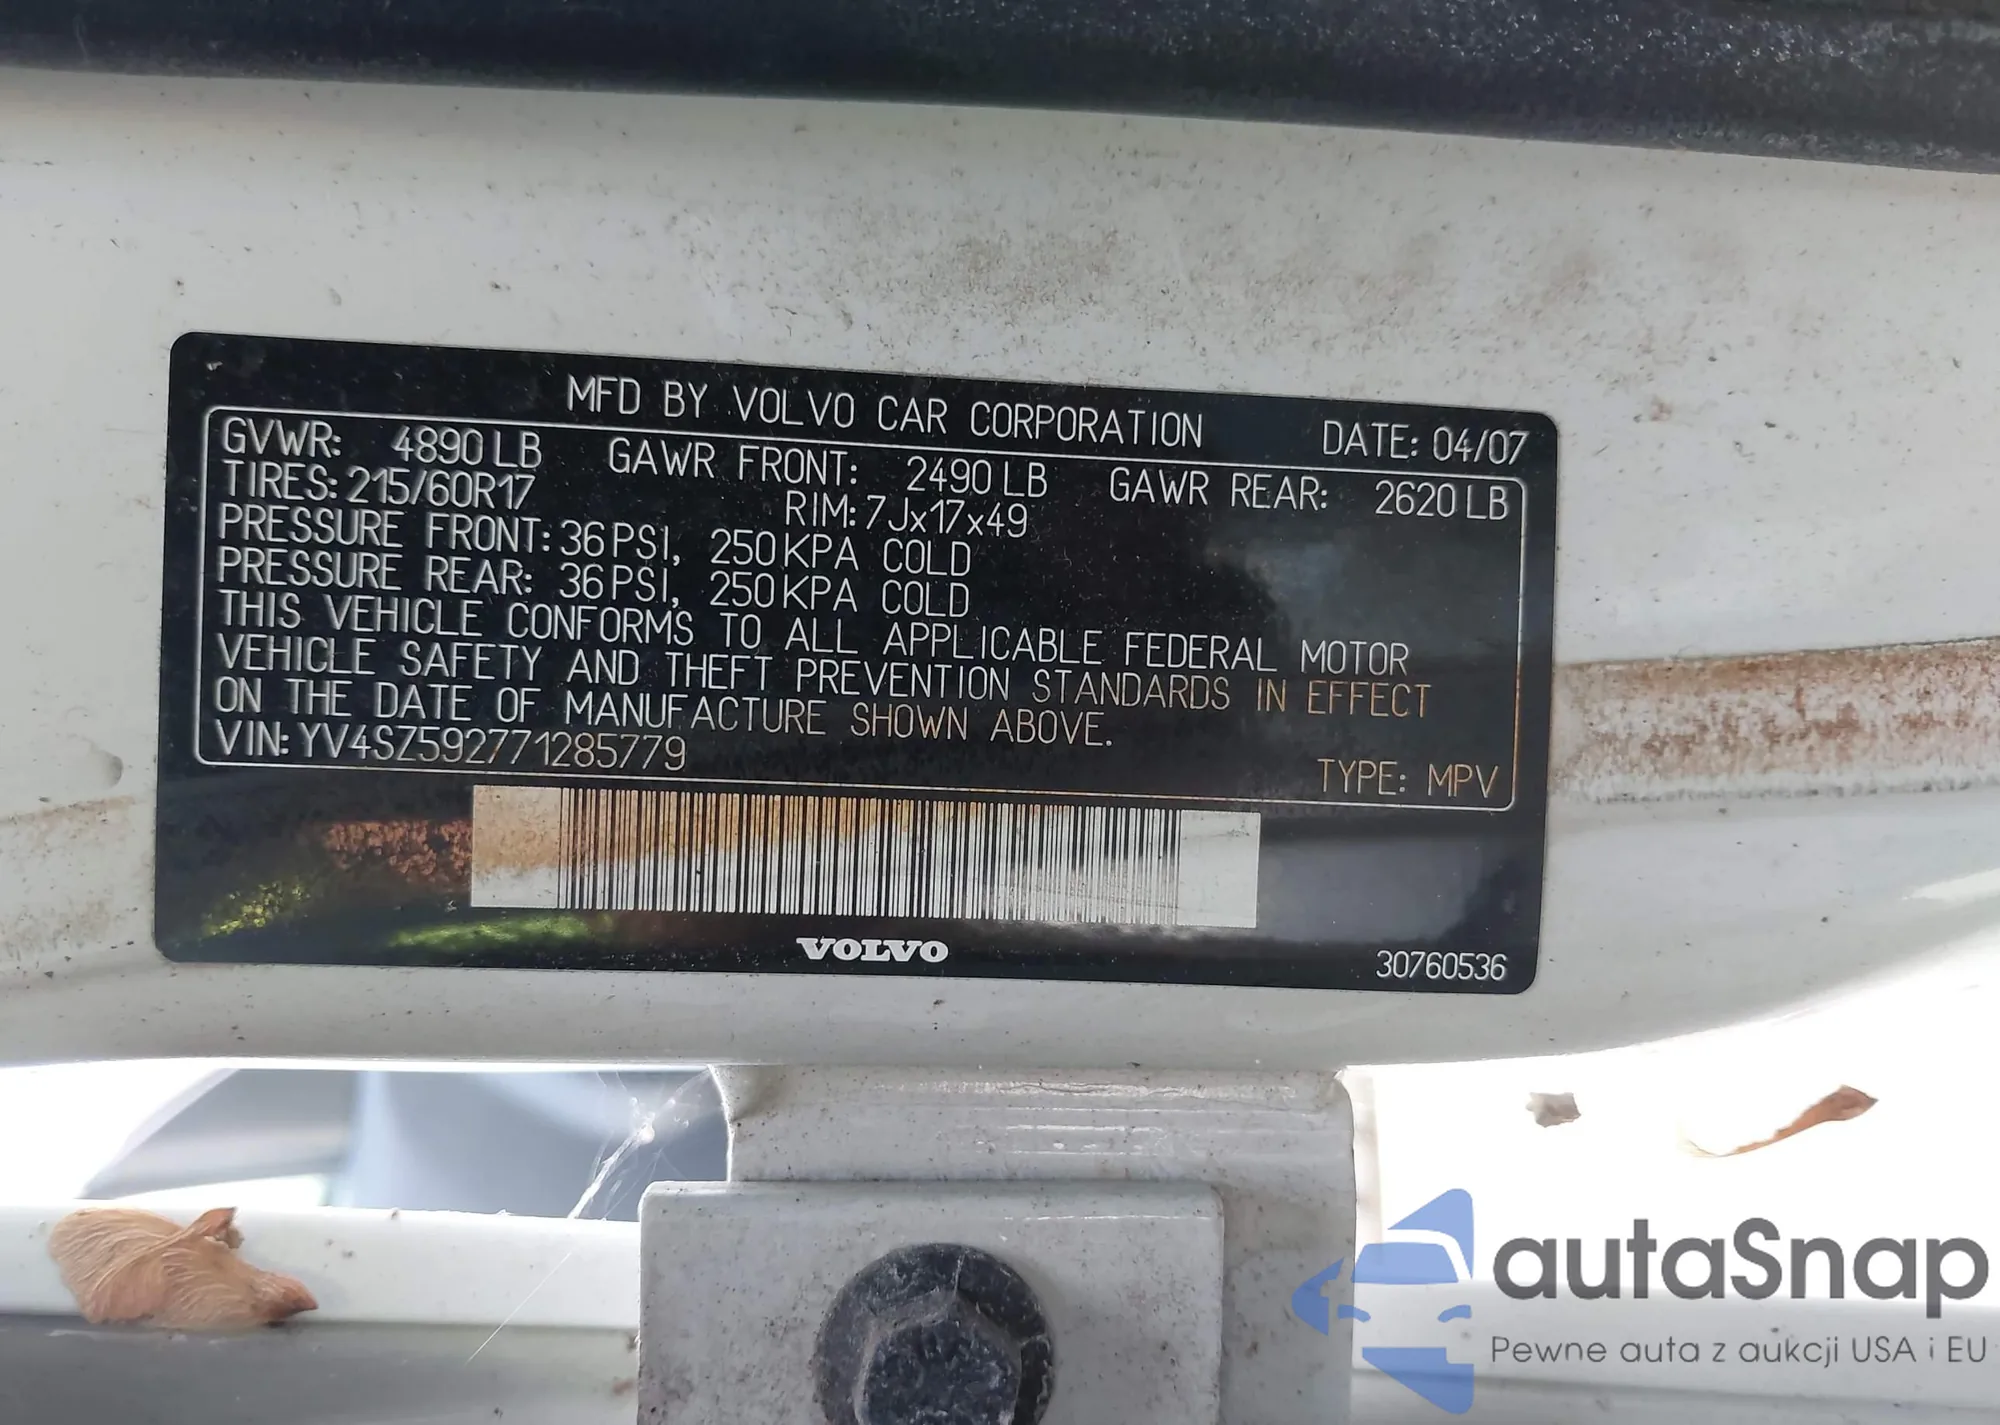 MFD BY VOLVO CAR CORPORATION DATE: 04/07
GVWR: 4890 LB GAWR FRONT: 2490 LB GAWR REAR: 2620 LB
TIRES: 215/60R17 RIM: 7Jx17x49
PRESSURE FRONT: 36 PSI, 250 KPA COLD
PRESSURE REAR: 36 PSI, 250 KPA COLD
THIS VEHICLE CONFORMS TO ALL APPLICABLE FEDERAL MOTOR
VEHICLE SAFETY AND THEFT PREVENTION STANDARDS IN EFFECT
ON THE DATE OF MANUFACTURE SHOWN ABOVE.
VIN: YV4SZ592771285779 TYPE: MPV
VOLVO 30760536
autaSnap
Pewne auta z aukcji USA i EU